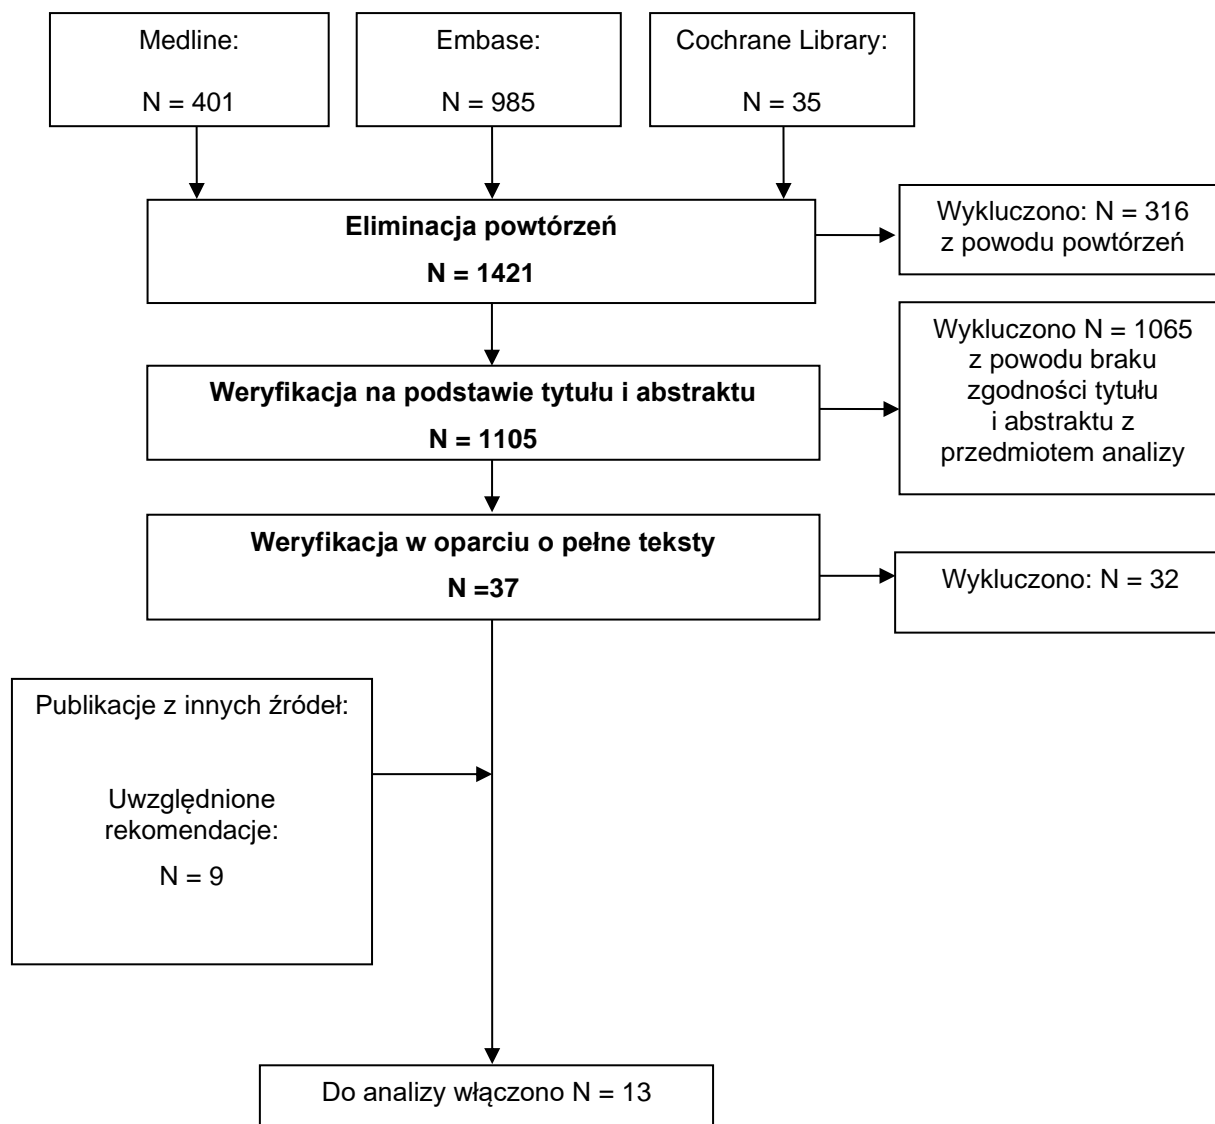 Medline:
N = 401
Embase:
N = 985
Cochrane Library:
N = 35
Eliminacja powtórzeń
N = 1421
Wykluczono: N = 316
z powodu powtórzeń
Weryfikacja na podstawie tytułu i abstraktu
N = 1105
Wykluczono N = 1065
z powodu braku
zgodności tytułu
i abstraktu z
przedmiotem analizy
Weryfikacja w oparciu o pełne teksty
N =37
Wykluczono: N = 32
Publikacje z innych źródeł:
Uwzględnione
rekomendacje:
N = 9
Do analizy włączono N = 13